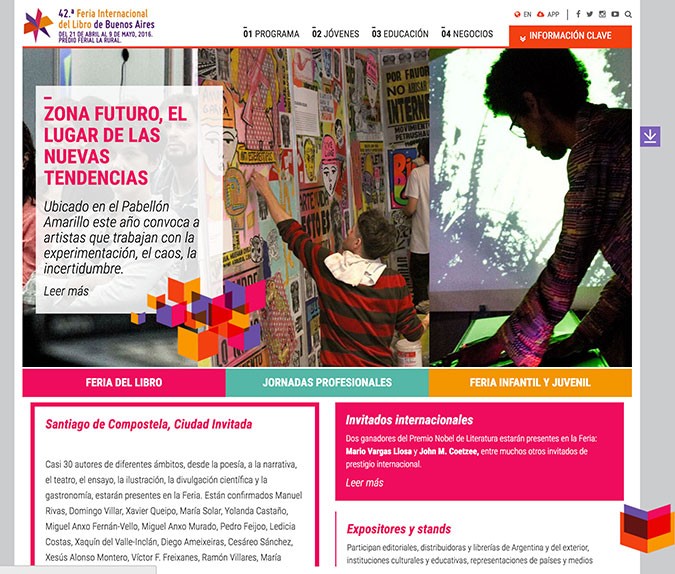 42.ª Feria Internacional
del Libro de Buenos Aires
DEL 21 DE ABRIL AL 9 DE MAYO, 2016.
PREDIO FERIAL LA RURAL.
EN APP
01 PROGRAMA 02 JÓVENES 03 EDUCACIÓN 04 NEGOCIOS
INFORMACIÓN CLAVE
ZONA FUTURO, EL
LUGAR DE LAS
NUEVAS
TENDENCIAS
Ubicado en el Pabellón
Amarillo este año convoca a
artistas que trabajan con la
experimentación, el caos, la
incertidumbre.
Leer más
POR FAVOR
NO ABUSAR
INTERN
MOVIMIENTO
FERIA DEL LIBRO
JORNADAS PROFESIONALES
FERIA INFANTIL Y JUVENIL
Santiago de Compostela, Ciudad Invitada
Casi 30 autores de diferentes ámbitos, desde la poesía, a la narrativa,
el teatro, el ensayo, la ilustración, la divulgación científica y la
gastronomía, estarán presentes en la Feria. Están confirmados Manuel
Rivas, Domingo Villar, Xavier Queipo, María Solar, Yolanda Castaño,
Miguel Anxo Fernán-Vello, Miguel Anxo Murado, Pedro Feijoo, Ledicia
Costas, Xaquín del Valle-Inclán, Diego Ameixeiras, Cesáreo Sánchez,
Xesús Alonso Montero, Víctor F. Freixanes, Ramón Villares, María
Invitados internacionales
Dos ganadores del Premio Nobel de Literatura estarán presentes en la Feria:
Mario Vargas Llosa y John M. Coetzee, entre muchos otros invitados de
prestigio internacional.
Leer más
Expositores y stands
Participan editoriales, distribuidoras y librerías de Argentina y del exterior,
instituciones culturales y educativas, representaciones de países y medios